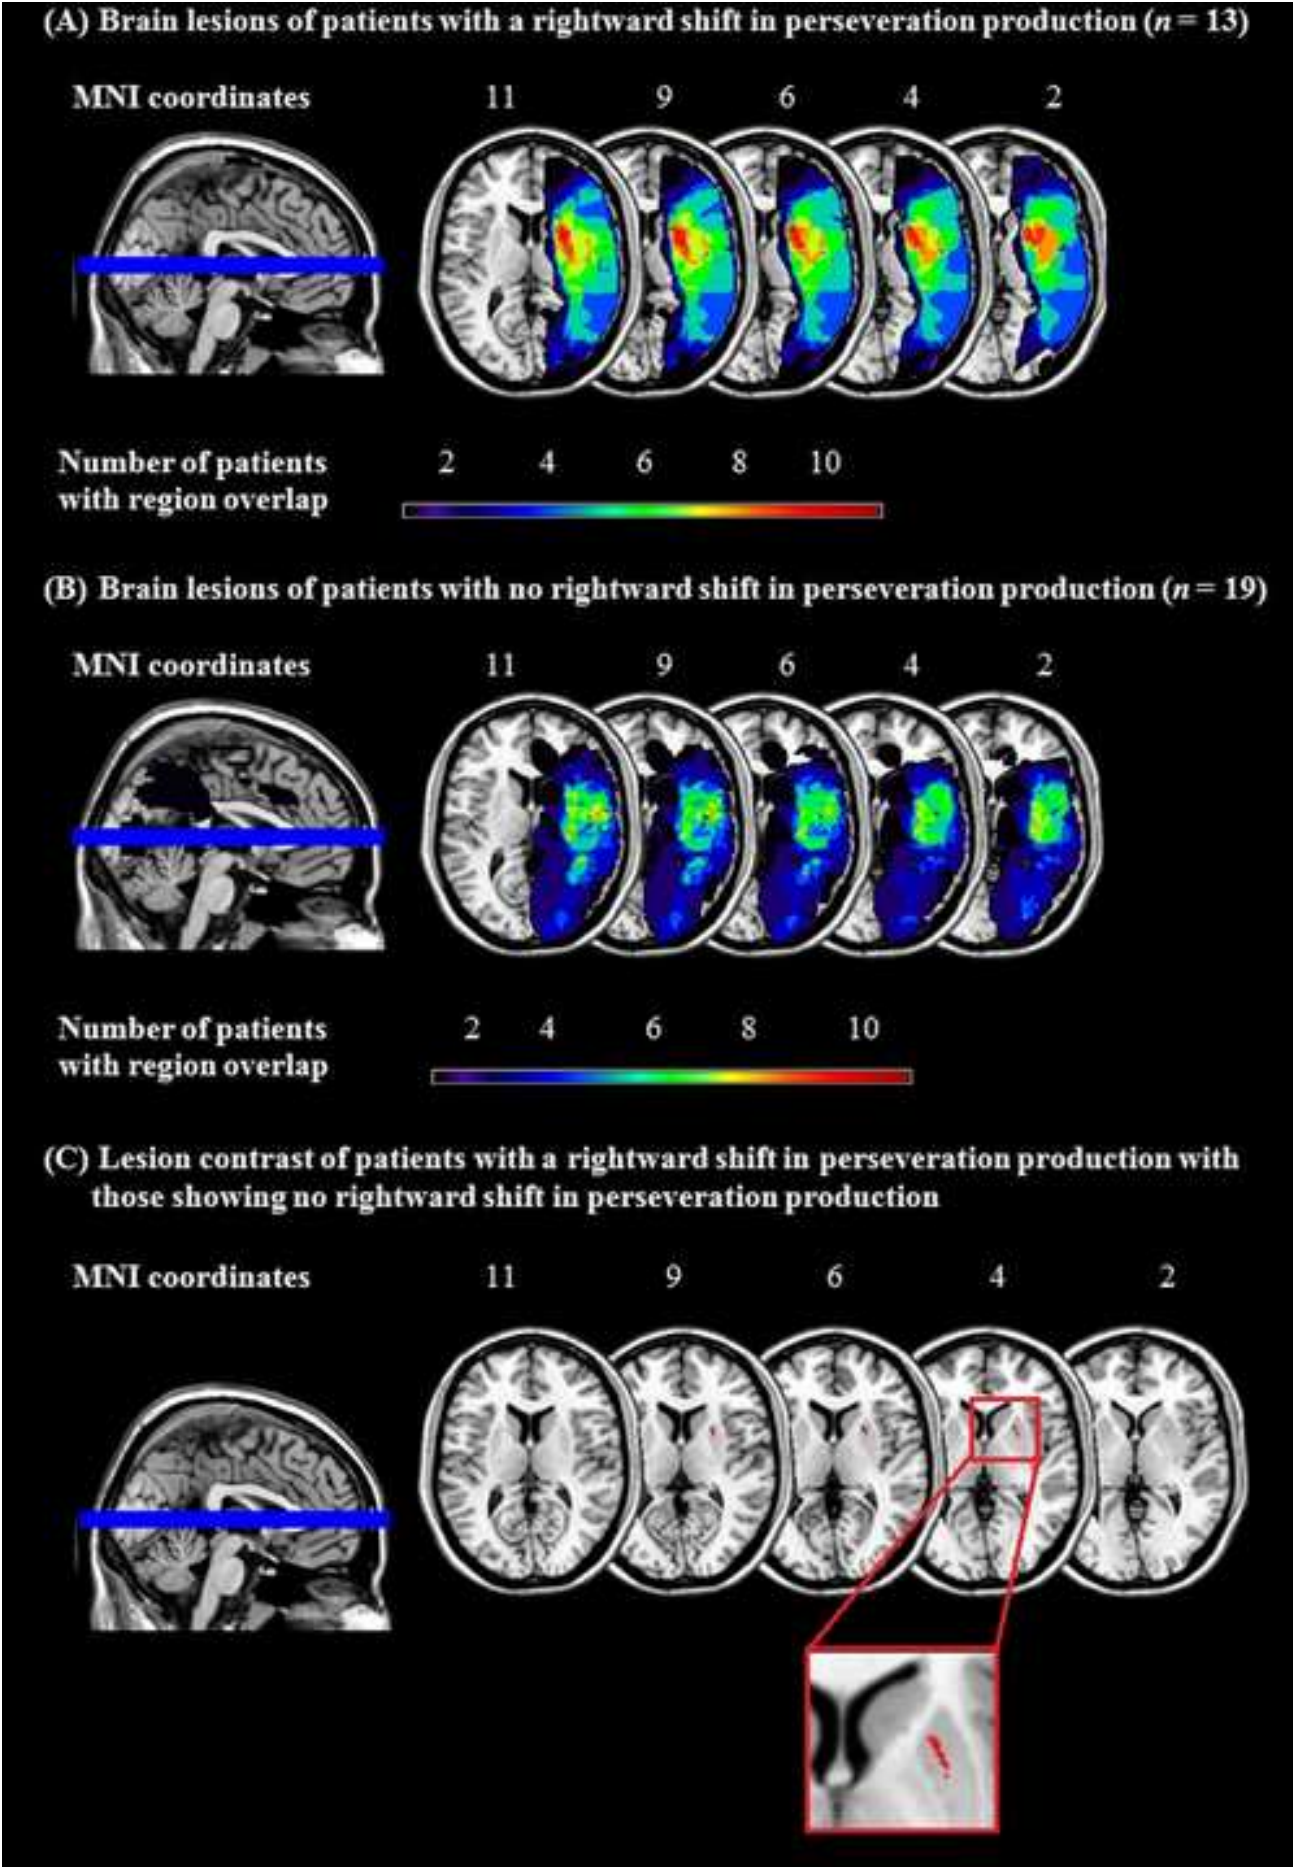 (A) Brain lesions of patients with a rightward shift in perseveration production (n = 13)
MNI coordinates 11 9 6 4 2
Number of patients 2 4 6 8 10
with region overlap
(B) Brain lesions of patients with no rightward shift in perseveration production (n = 19)
MNI coordinates 11 9 6 4 2
Number of patients 2 4 6 8 10
with region overlap
(C) Lesion contrast of patients with a rightward shift in perseveration production with
those showing no rightward shift in perseveration production
MNI coordinates 11 9 6 4 2